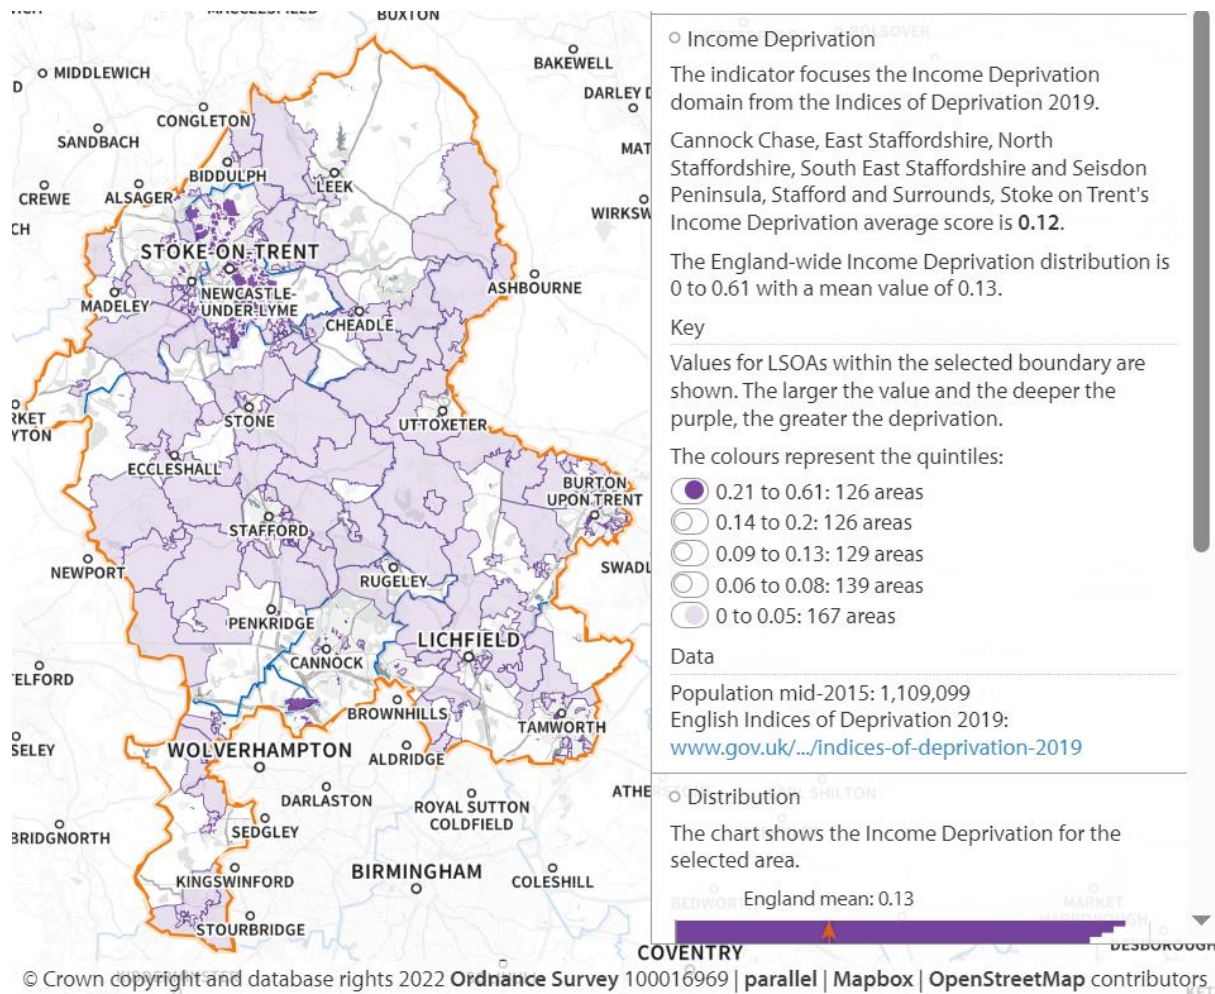 BUXTON
BAKEWELL
MIDDLEWICH
DARLEY D
CONGLETON
SANDBACH
MAT
BIDDULPH
LEEK
CREWE
ALSAGER
WIRKSW
CH
STOKE-ON-TRENT
ASHBOURNE
NEWCASTLE-
UNDER-LYME
MADELEY
CHEADLE
RKET
YTON
STONE
UTTOXETER
ECCLESHALL
BURTON
UPON TRENT
STAFFORD
NEWPORT
RUGELEY
SWADL
PENKRIDGE
LICHFIELD
CANNOCK
ELFORD
BROWNHILLS
TAMWORTH
SELEY
WOLVERHAMPTON
ALDRIDGE
ATHE
DARLASTON
ROYAL SUTTON
COLDFIELD
BRIDGNORTH
SEDGLEY
BIRMINGHAM
KINGSWINFORD
COLESHILL
STOURBRIDGE
COVENTRY
DESBOROUGH
Income Deprivation
The indicator focuses the Income Deprivation
domain from the Indices of Deprivation 2019.
Cannock Chase, East Staffordshire, North
Staffordshire, South East Staffordshire and Seisdon
Peninsula, Stafford and Surrounds, Stoke on Trent's
Income Deprivation average score is 0.12.
The England-wide Income Deprivation distribution is
0 to 0.61 with a mean value of 0.13.
Key
Values for LSOAs within the selected boundary are
shown. The larger the value and the deeper the
purple, the greater the deprivation.
The colours represent the quintiles:
0.21 to 0.61: 126 areas
0.14 to 0.2: 126 areas
0.09 to 0.13: 129 areas
0.06 to 0.08: 139 areas
0 to 0.05: 167 areas
Data
Population mid-2015: 1,109,099
English Indices of Deprivation 2019:
www.gov.uk/.../indices-of-deprivation-2019
Distribution
The chart shows the Income Deprivation for the
selected area.
England mean: 0.13
© Crown copyright and database rights 2022 Ordnance Survey 100016969 | parallel | Mapbox | OpenStreetMap contributors